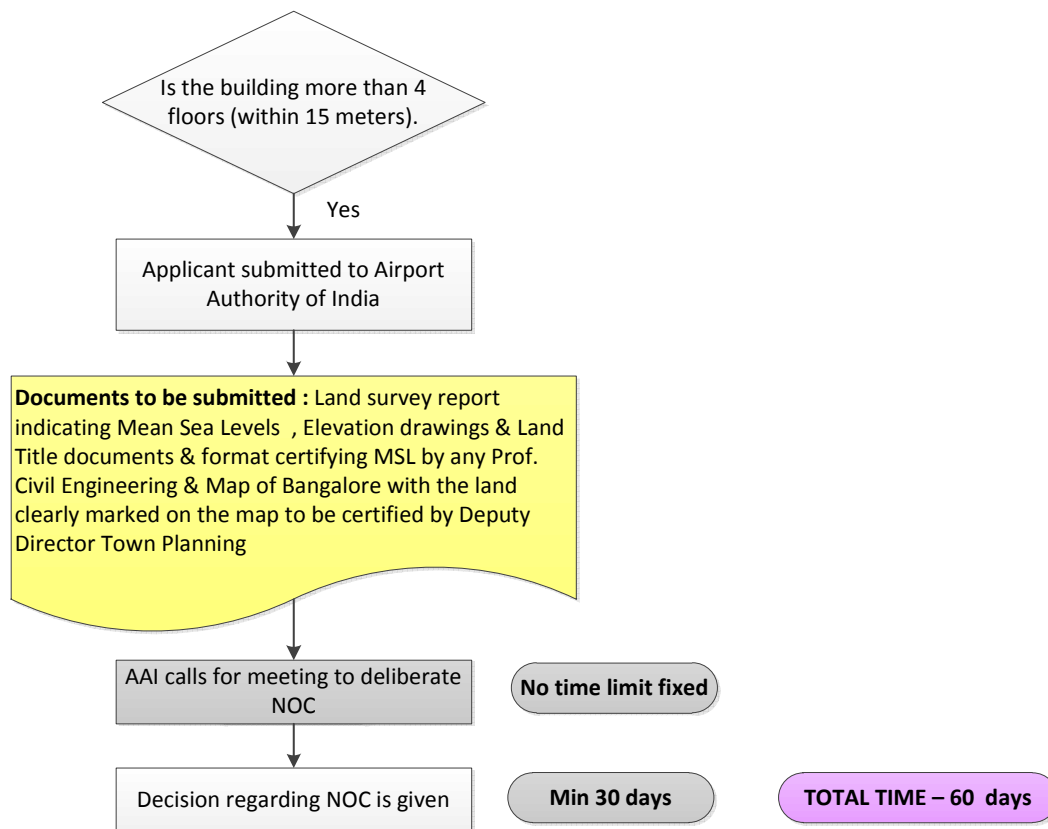 Is the building more than 4
floors (within 15 meters).
Yes
Applicant submitted to Airport
Authority of India
Documents to be submitted : Land survey report
indicating Mean Sea Levels , Elevation drawings & Land
Title documents & format certifying MSL by any Prof.
Civil Engineering & Map of Bangalore with the land
clearly marked on the map to be certified by Deputy
Director Town Planning
AAI calls for meeting to deliberate
NOC
No time limit fixed
Decision regarding NOC is given
Min 30 days
TOTAL TIME – 60 days